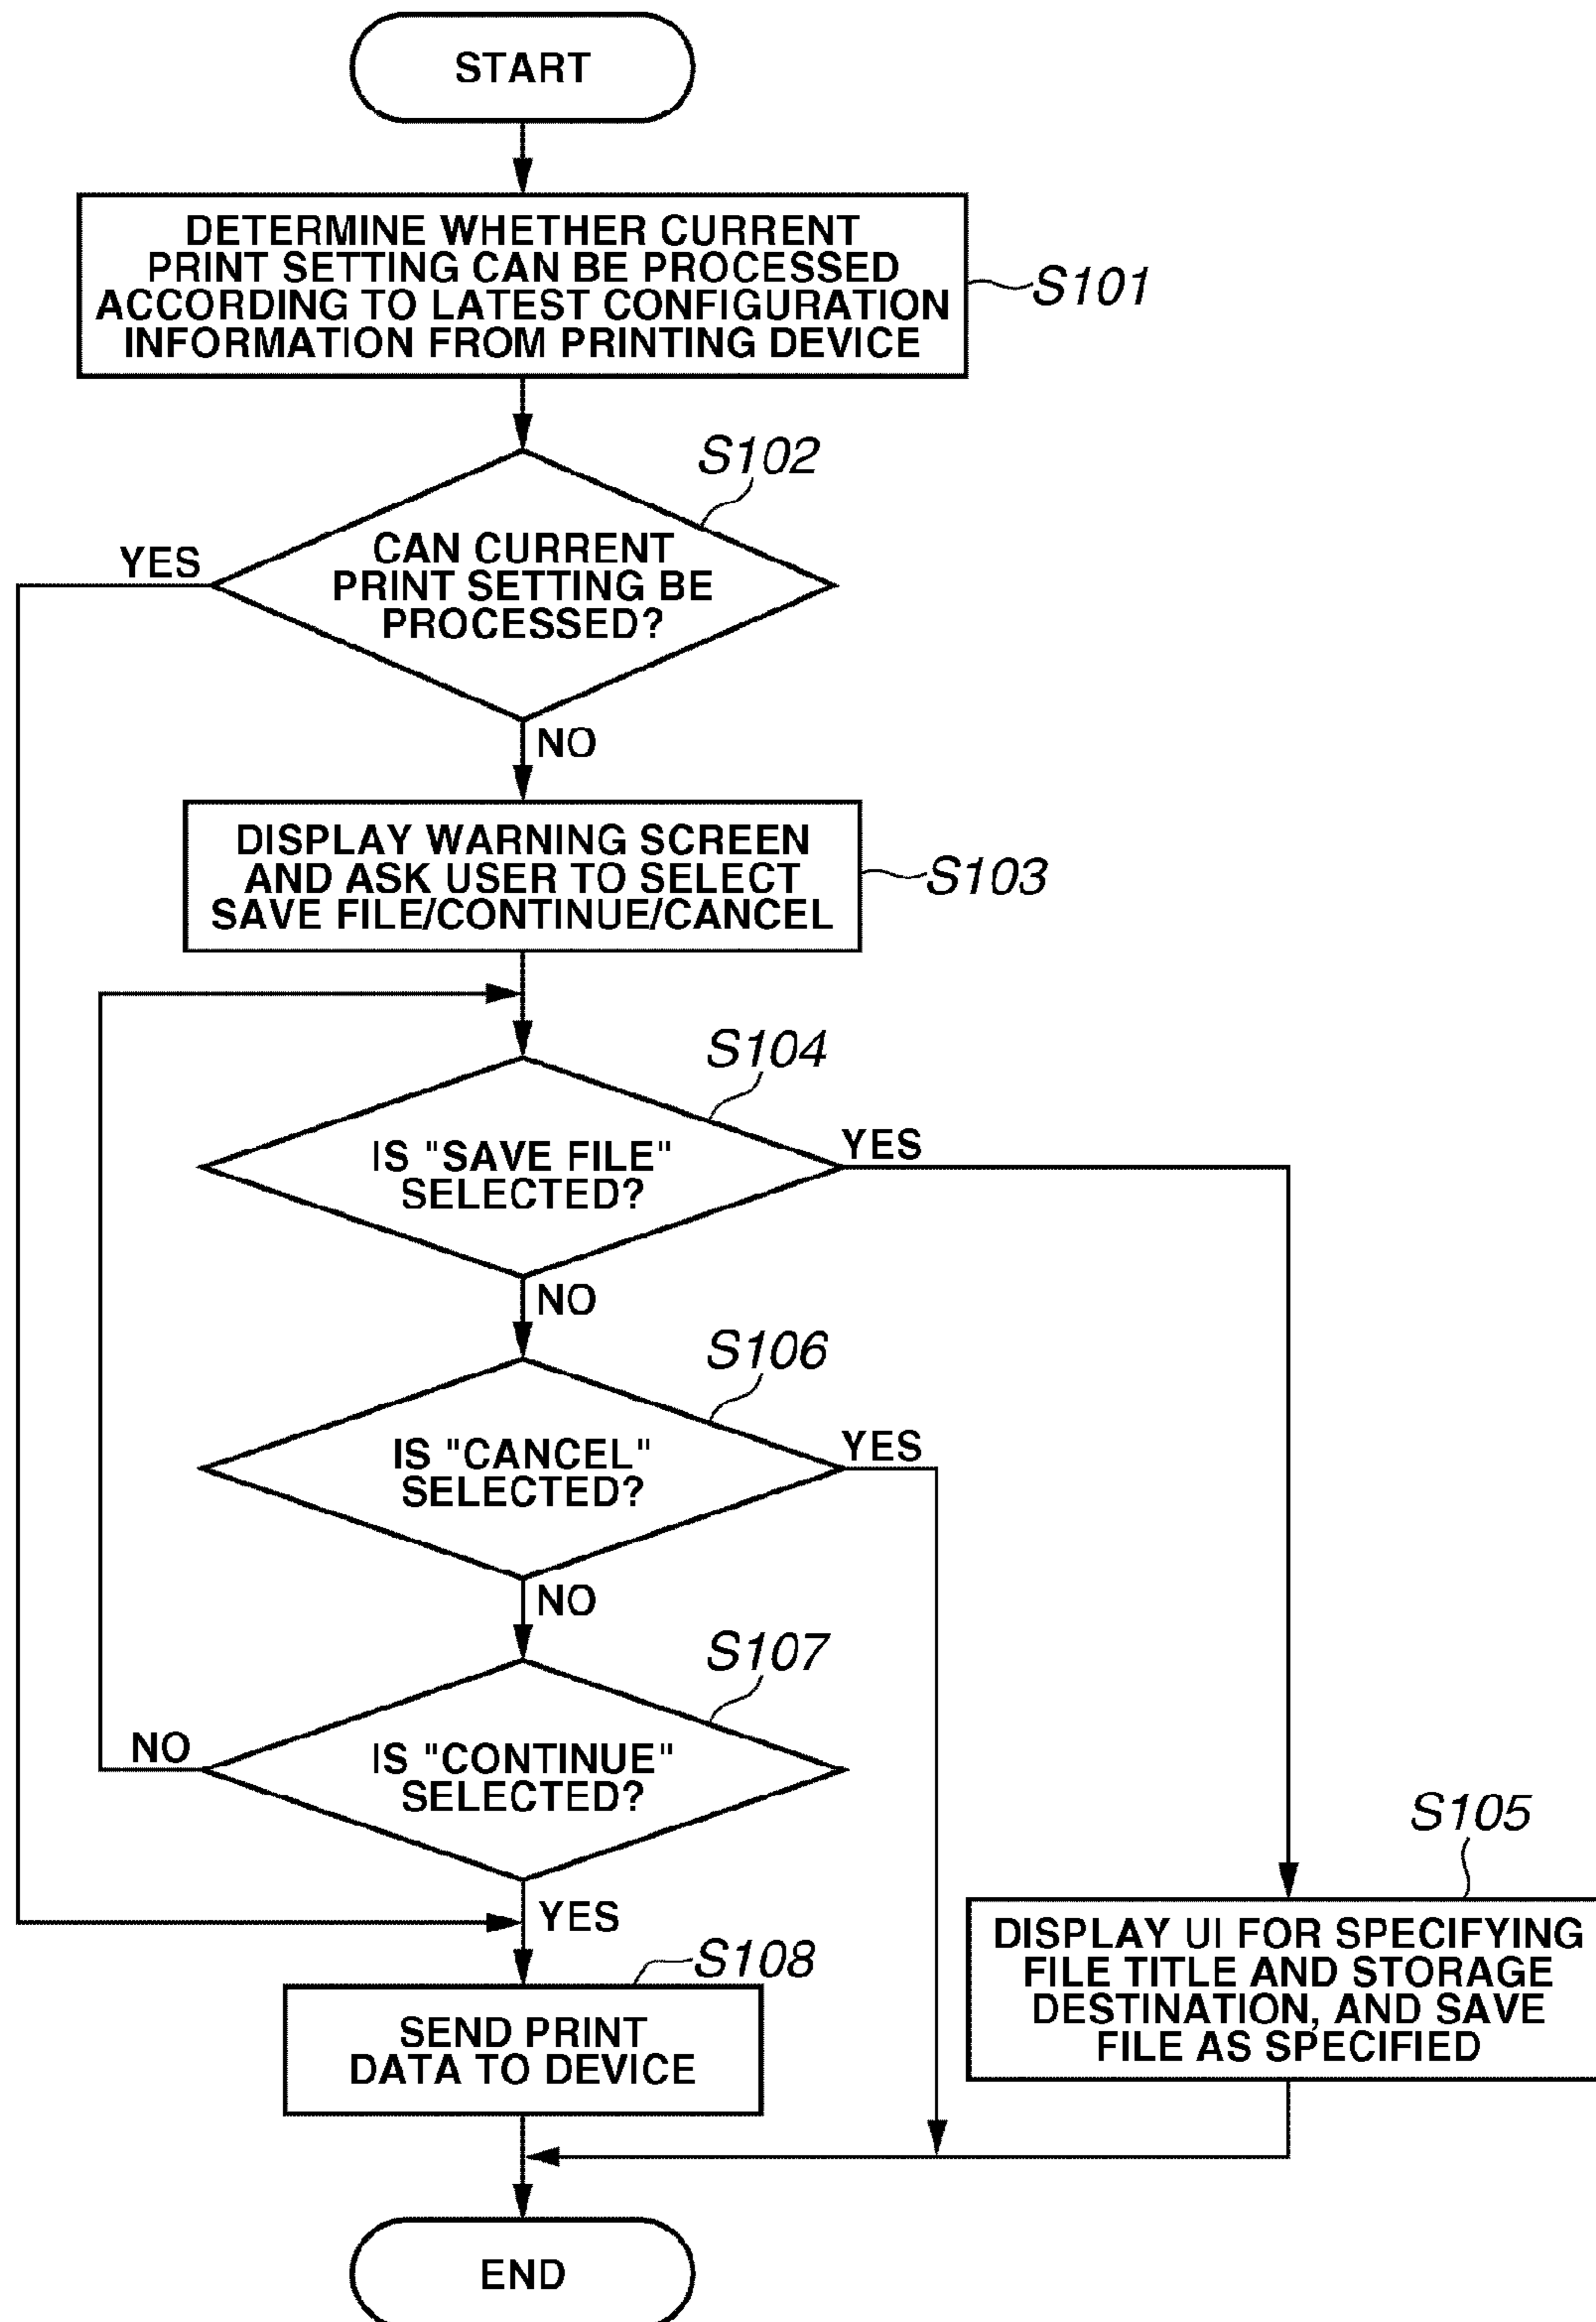 START
DETERMINE WHETHER CURRENT
PRINT SETTING CAN BE PROCESSED
ACCORDING TO LATEST CONFIGURATION
INFORMATION FROM PRINTING DEVICE
S101
S102
YES
CAN CURRENT
PRINT SETTING BE
PROCESSED?
NO
DISPLAY WARNING SCREEN
AND ASK USER TO SELECT
SAVE FILE/CONTINUE/CANCEL
S103
S104
IS "SAVE FILE"
SELECTED?
YES
NO
S106
IS "CANCEL"
SELECTED?
YES
NO
S107
IS "CONTINUE"
SELECTED?
NO
YES
S105
DISPLAY UI FOR SPECIFYING
FILE TITLE AND STORAGE
DESTINATION, AND SAVE
FILE AS SPECIFIED
S108
SEND PRINT
DATA TO DEVICE
END